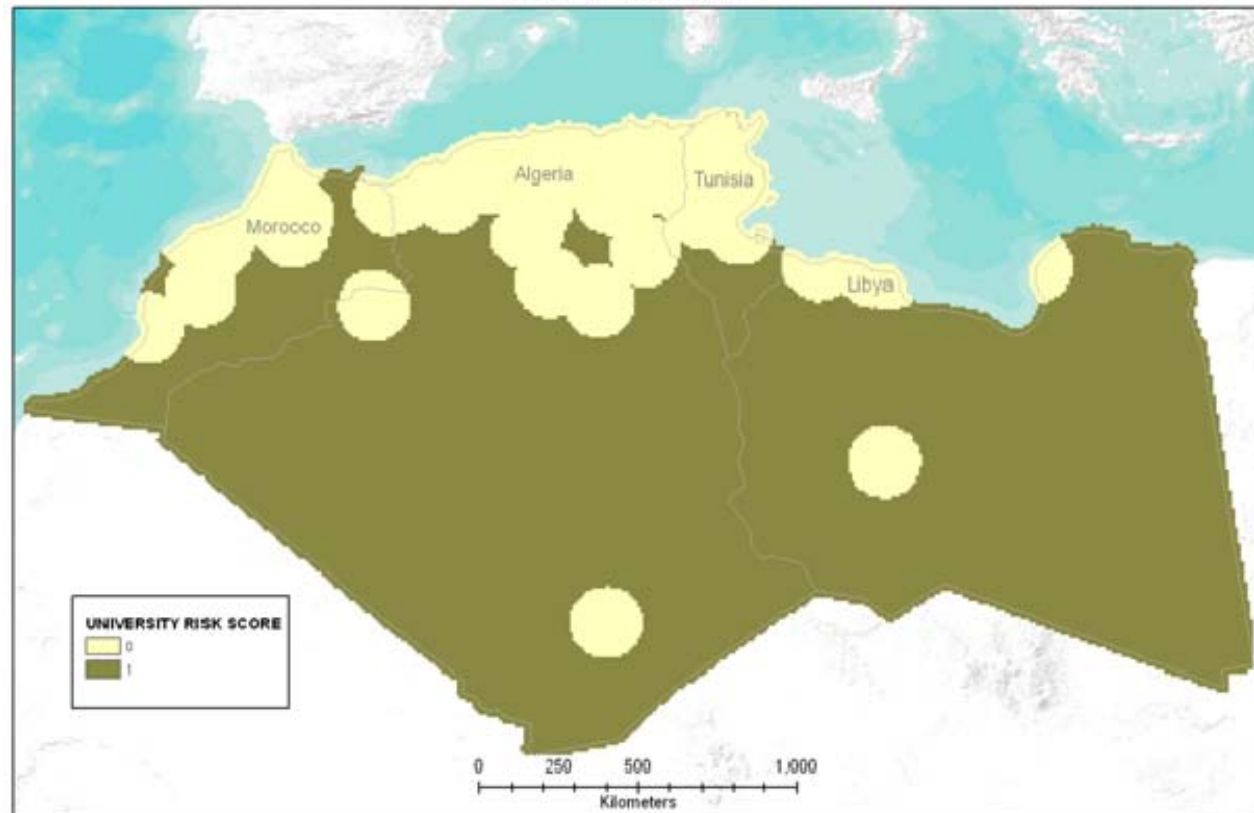 Algeria
Tunisia
Morocco
Libya
UNIVERSITY RISK SCORE
0
1
0 250 500 1,000
Kilometers